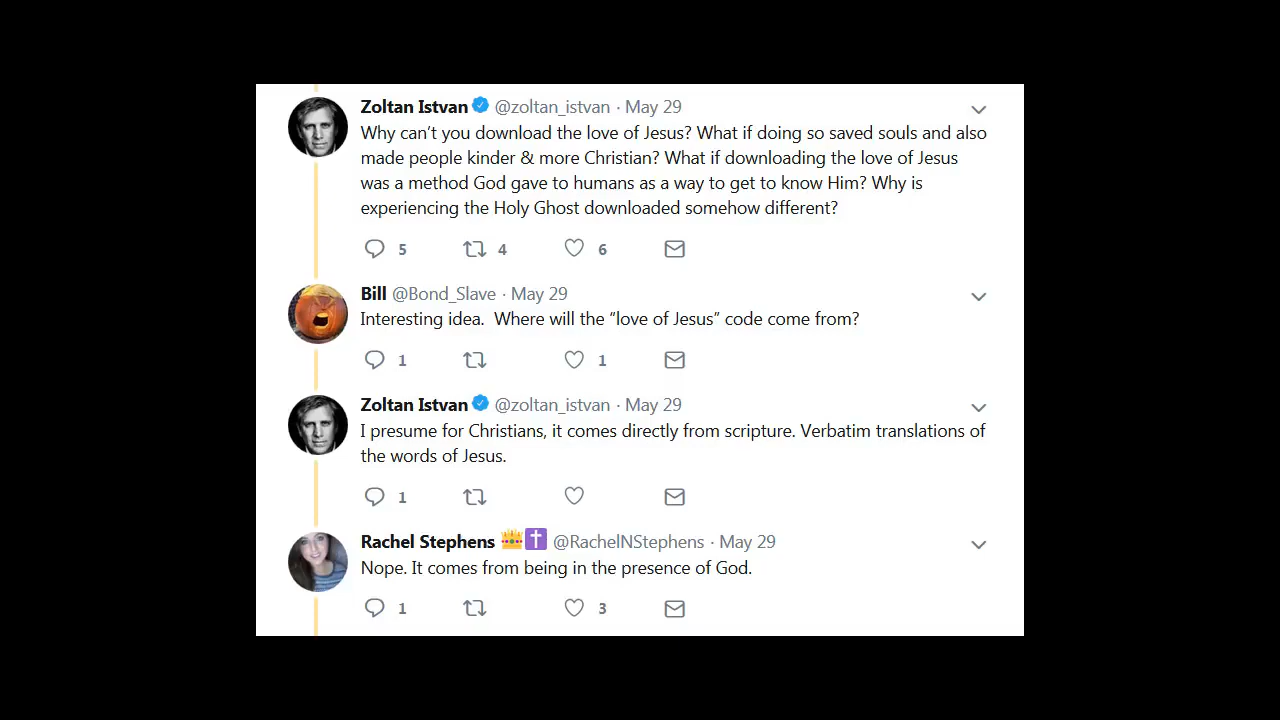 Zoltan Istvan @zoltan_istvan · May 29
Why can't you download the love of Jesus? What if doing so saved souls and also
made people kinder & more Christian? What if downloading the love of Jesus
was a method God gave to humans as a way to get to know Him? Why is
experiencing the Holy Ghost downloaded somehow different?
5 4 6
Bill @Bond_Slave · May 29
Interesting idea.  Where will the “love of Jesus” code come from?
1 1
Zoltan Istvan @zoltan_istvan · May 29
I presume for Christians, it comes directly from scripture. Verbatim translations of
the words of Jesus.
1
Rachel Stephens 👑✝️ @RachelNStephens · May 29
Nope. It comes from being in the presence of God.
1 3